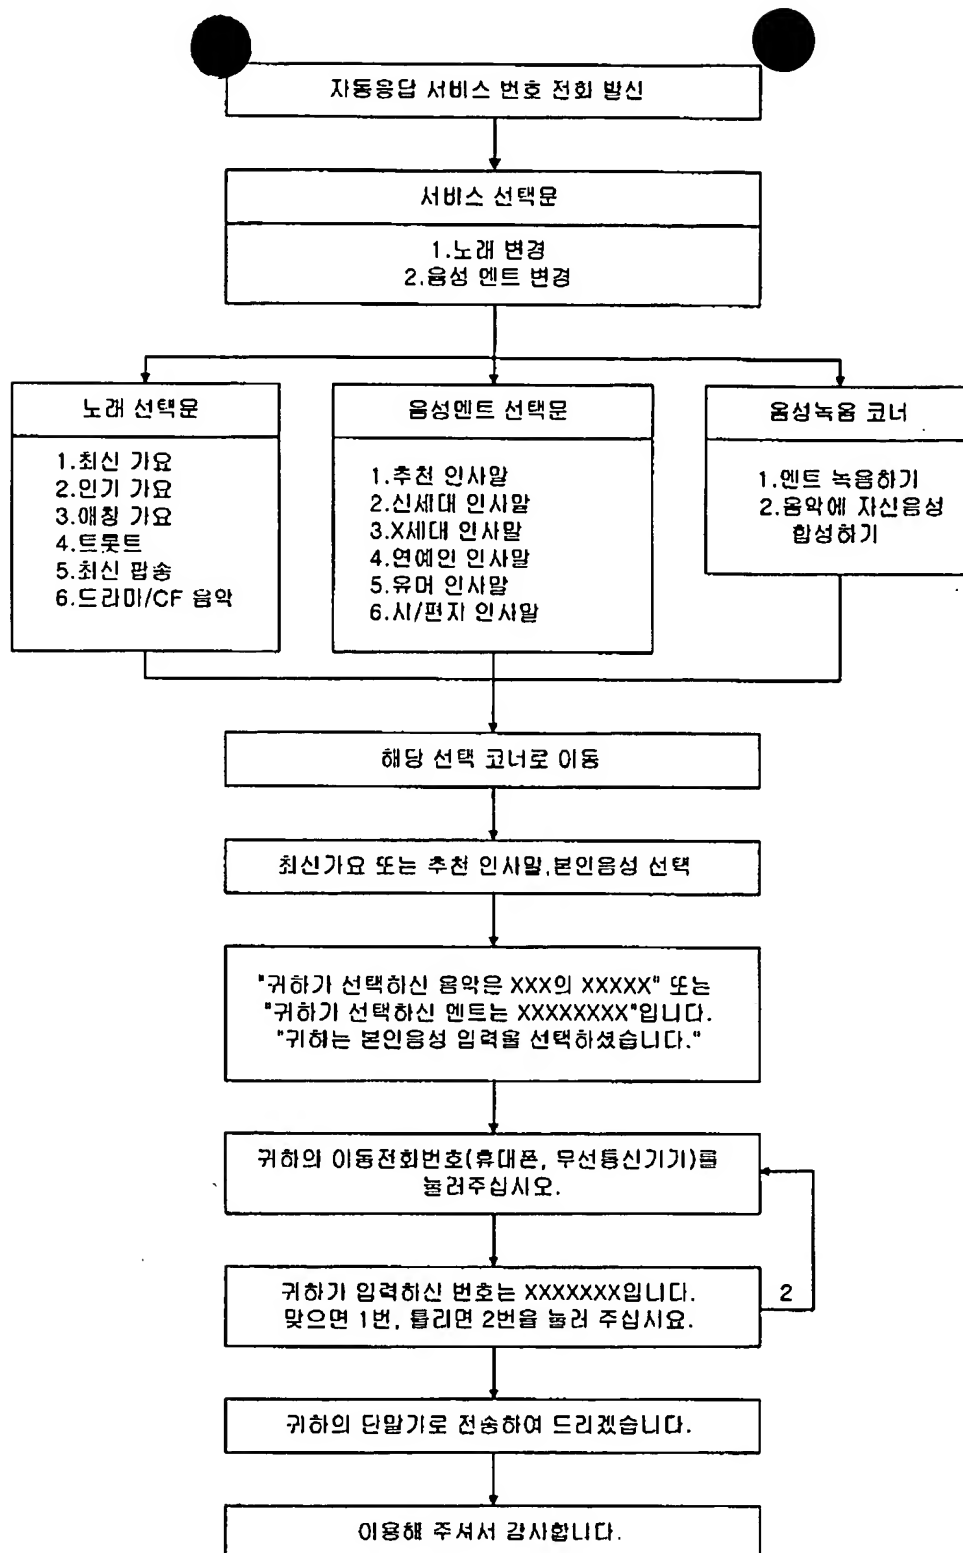 자동응답 서비스 번호 전화 발신
서비스 선택문
1.노래 변경
2.음성 멘트 변경
노래 선택문
1.최신 가요
2.인기 가요
3.애창 가요
4.트롯트
5.최신 팝송
6.드라마/CF 음악
음성멘트 선택문
1.추천 인사말
2.신세대 인사말
3.X세대 인사말
4.연예인 인사말
5.유머 인사말
6.시/편지 인사말
음성녹음 코너
1.멘트 녹음하기
2.음악에 자신음성
합성하기
해당 선택 코너로 이동
최신가요 또는 추천 인사말,본인음성 선택
"귀하가 선택하신 음악은 XXX의 XXXXX" 또는
"귀하가 선택하신 멘트는 XXXXXXXX"입니다.
"귀하는 본인음성 입력을 선택하셨습니다."
귀하의 이동전화번호(휴대폰, 무선통신기기)를
눌러주십시오.
귀하가 입력하신 번호는 XXXXXXX입니다.
맞으면 1번, 틀리면 2번을 눌러 주십시요.
2
귀하의 단말기로 전송하여 드리겠습니다.
이용해 주셔서 감사합니다.